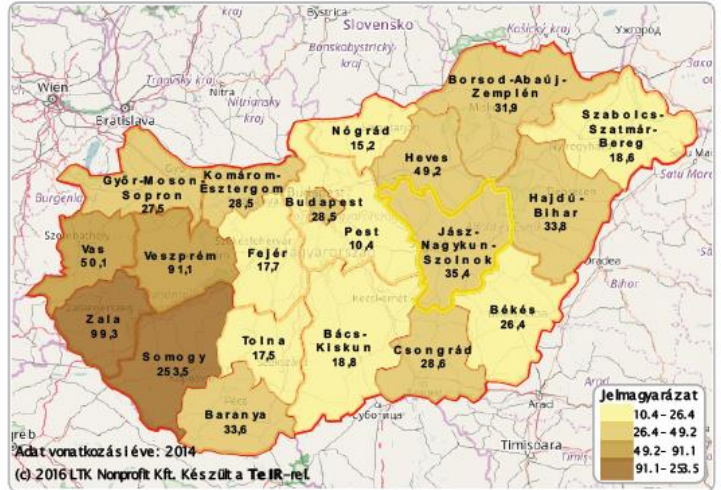 kraj
Bystrica
Slovensko
Košický kraj
Ужгород
Banskobystrický
kraj
Trnavský kraj
Nitra
Nitriansky
kraj
Wien
Bratislava
Borsod-Abaúj-
Zemplén
31,9
Szabolcs-
Szatmár-
Bereg
18,6
Nógrád
15,2
Heves
49,2
Satu Mare
Győr-Moson-
Sopron
27,5
Komárom-
Esztergom
28,5
Budapest
28,5
Hajdú-
Bihar
33,8
Burgenland
Pest
10,4
Jász-
Nagykun-
Szolnok
35,4
Vas
50,1
Veszprém
91,1
Fejér
17,7
Oradea
Bihor
Zala
99,3
Somogy
253,5
Tolna
17,5
Bács-
Kiskun
18,8
Békés
26,4
Csongrád
28,6
Baranya
33,6
Суботица
Arad
Arad
Timișoara
Jelmagyarázat
10.4-26.4
26.4-49.2
49.2-91.1
91.1-253.5
Adat vonatkozási éve: 2014
(c) 2016 LTK Nonprofit Kft. Készült a TeIR-rel.